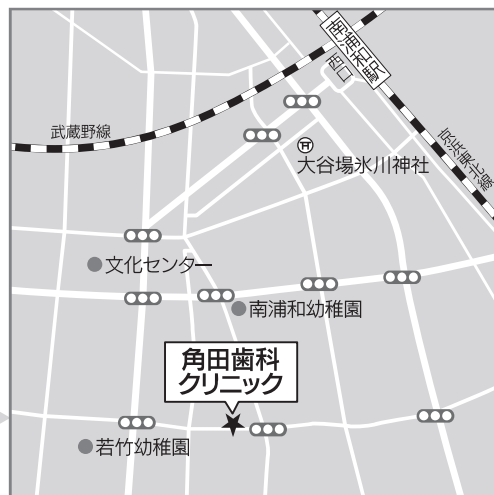 南浦和駅
西口
武蔵野線
京浜東北線
大谷場氷川神社
文化センター
南浦和幼稚園
角田歯科
クリニック
若竹幼稚園